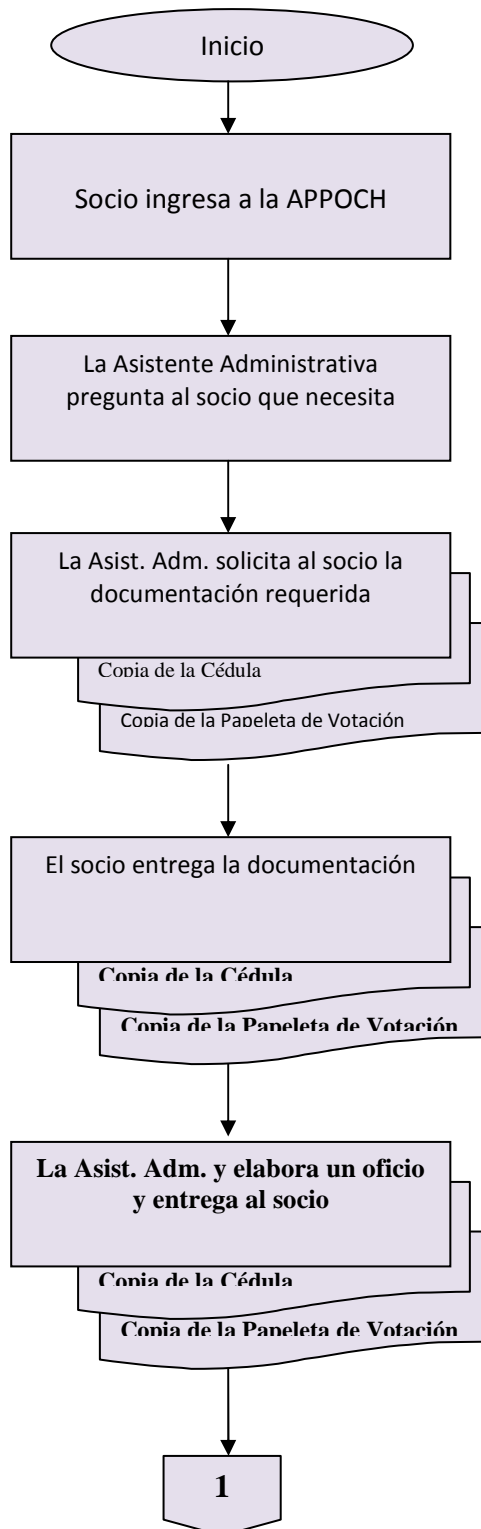 Inicio
Socio ingresa a la APPOCH
La Asistente Administrativa
pregunta al socio que necesita
La Asist. Adm. solicita al socio la
documentación requerida
Copia de la Cédula
Copia de la Papeleta de Votación
El socio entrega la documentación
Copia de la Cédula
Copia de la Papeleta de Votación
La Asist. Adm. y elabora un oficio
y entrega al socio
Copia de la Cédula
Copia de la Papeleta de Votación
1